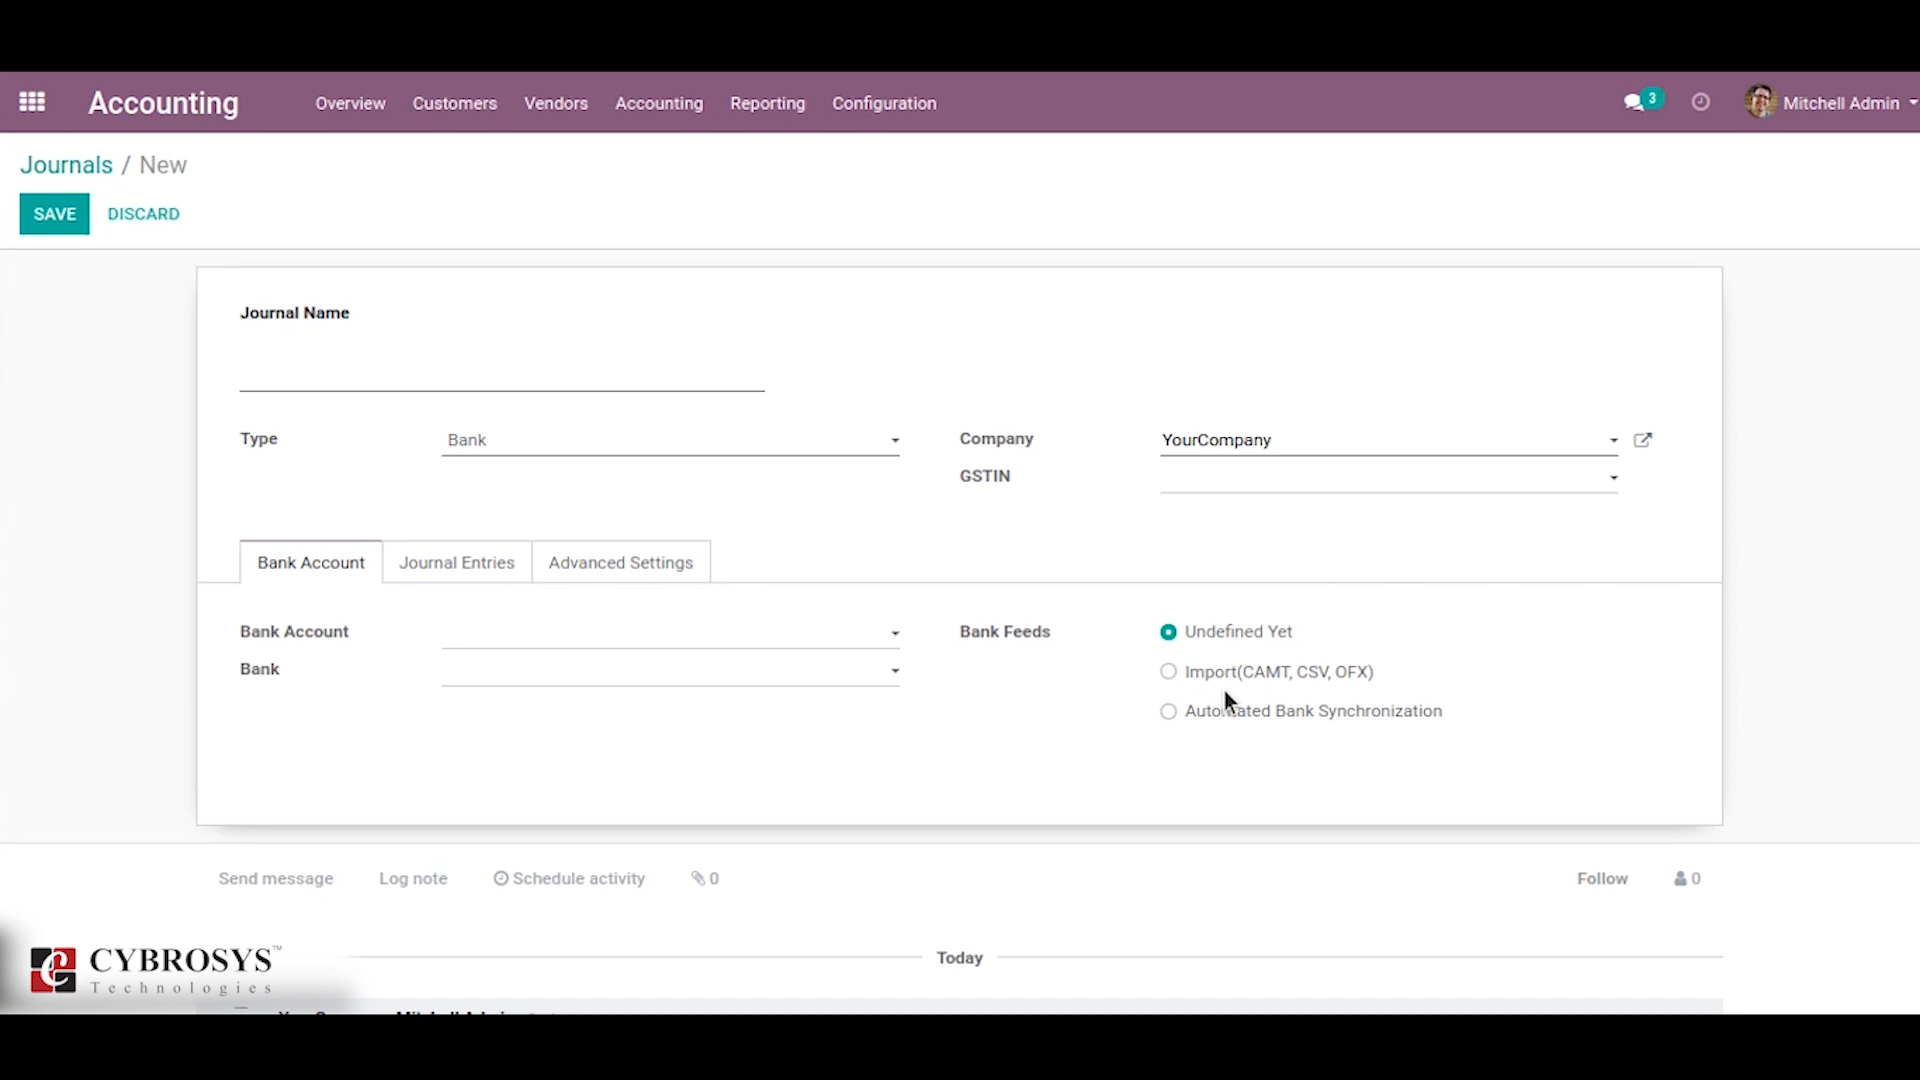 Accounting Overview Customers Vendors Accounting Reporting Configuration 3 Mitchell Admin
Journals / New
SAVE DISCARD
Journal Name
Type Bank Company YourCompany
GSTIN
Bank Account Journal Entries Advanced Settings
Bank Account Bank Feeds Undefined Yet
Bank Import(CAMT, CSV, OFX)
Automated Bank Synchronization
Send message Log note Schedule activity 0 Follow 0
CYBROSYS™
Technologies
Today